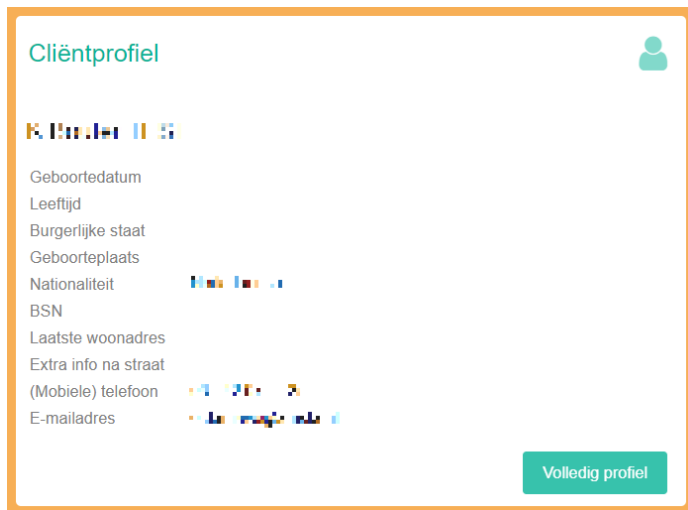 Cliëntprofiel
Geboortedatum
Leeftijd
Burgerlijke staat
Geboorteplaats
Nationaliteit
BSN
Laatste woonadres
Extra info na straat
(Mobiele) telefoon
E-mailadres
Volledig profiel